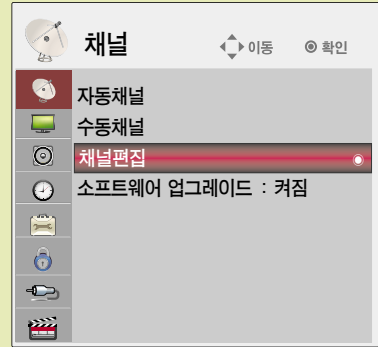 채널
이동
확인
자동채널
수동채널
채널편집
소프트웨어 업그레이드 : 켜짐